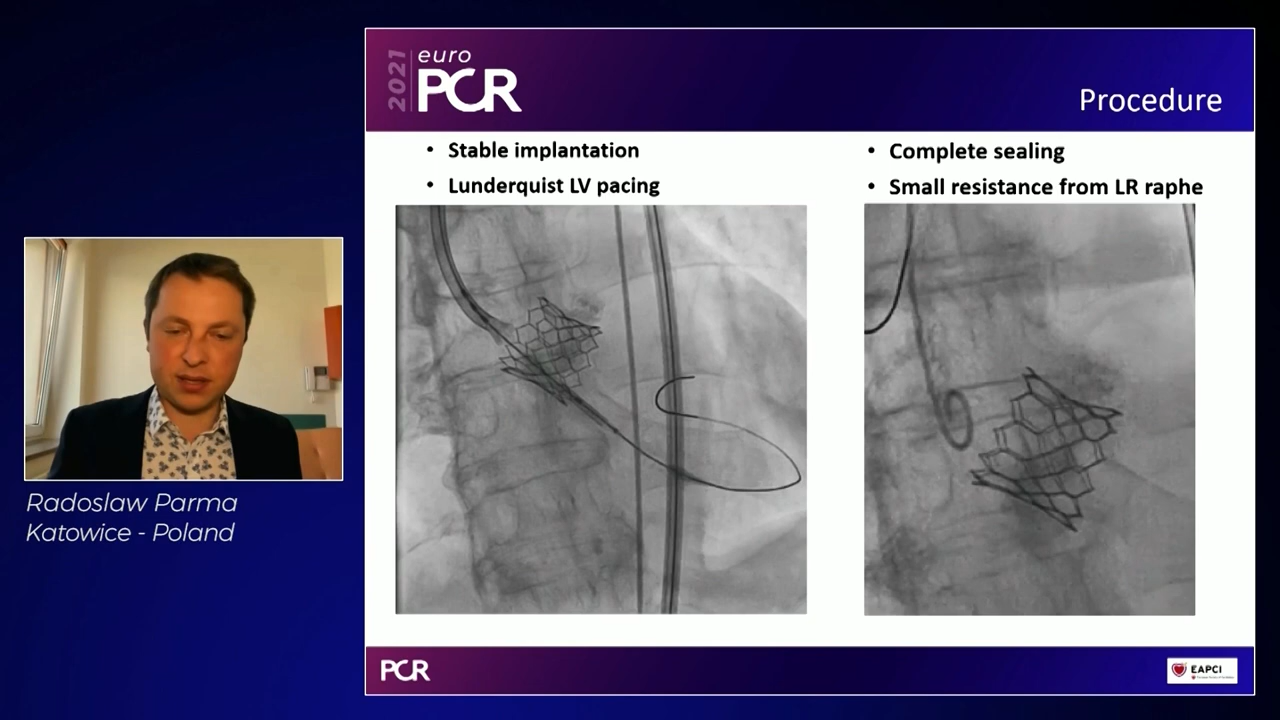 2021
euro
PCR
Procedure
• Stable implantation
• Lunderquist LV pacing
• Complete sealing
• Small resistance from LR raphe
Radoslaw Parma
Katowice - Poland
PCR
EAPCI